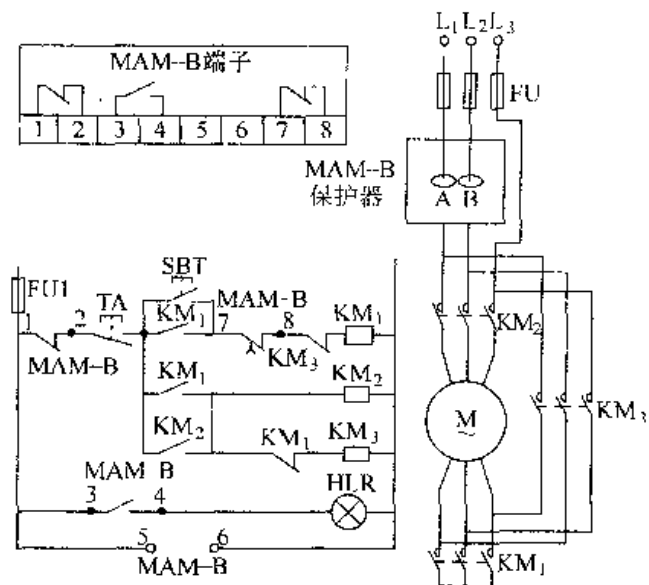 L₁ L₂ L₃
MAM-B端子
1 2 3 4 5 6 7 8
FU
MAM-B
保护器
A B
SBT
FU1
TA
KM₁
MAM-B
KM₁
1 2 7 8
KM₃
MAM-B
KM₂
KM₁
KM₂
M
~
KM₃
KM₂
KM₁
KM₃
MAM B
HLR
3 4
5 6
MAM-B
KM₁